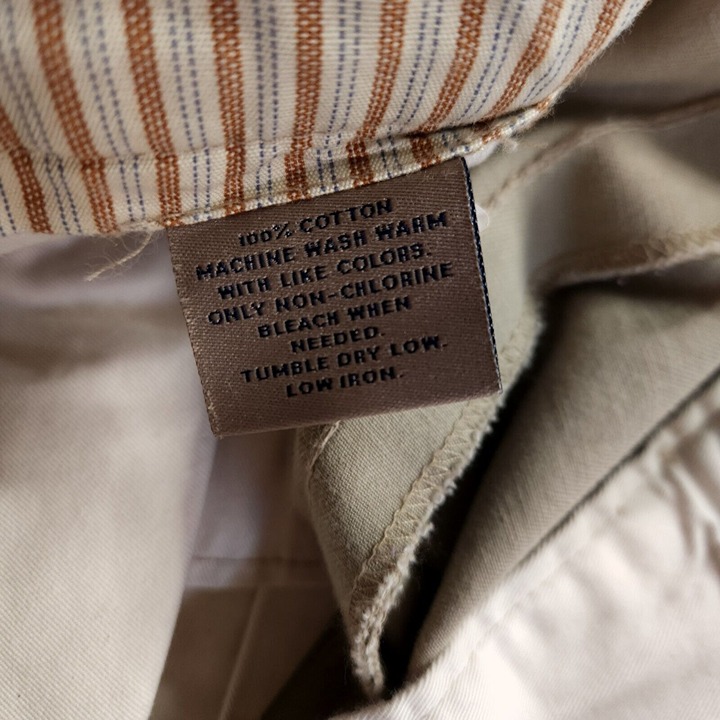 100% COTTON
MACHINE WASH WARM
WITH LIKE COLORS.
ONLY NON-CHLORINE
BLEACH WHEN
NEEDED.
TUMBLE DRY LOW.
LOW IRON.